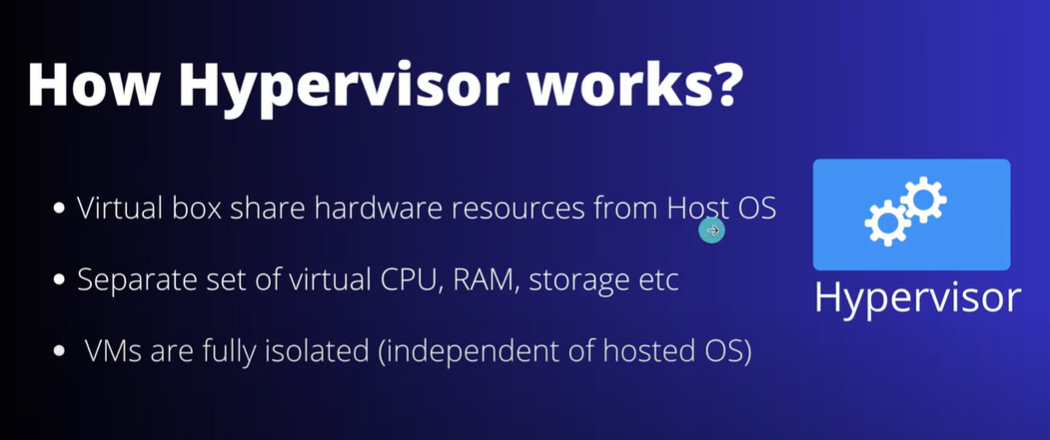 How Hypervisor works?
• Virtual box share hardware resources from Host OS
• Separate set of virtual CPU, RAM, storage etc
• VMs are fully isolated (independent of hosted OS)
Hypervisor